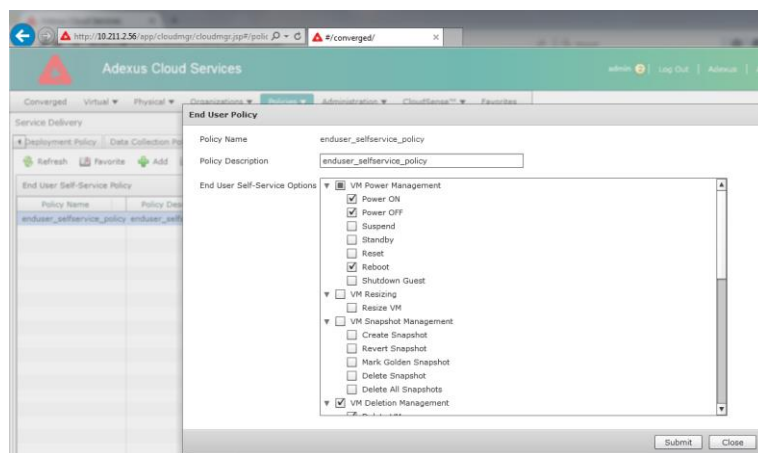 http://10.211.2.56/app/cloudmgr/cloudmgr.jsp#/polic
#/converged/
Adexus Cloud Services
admin 2 | Log Out | Adexus
Converged Virtual Physical Organizations Policies Administration CloudSense™ Favorites
Service Delivery
End User Policy
Deployment Policy Data Collection Po
Policy Name enduser_selfservice_policy
Refresh Favorite Add
Policy Description enduser_selfservice_policy
End User Self-Service Policy
End User Self-Service Options VM Power Management
Policy Name Policy Des
Power ON
enduser_selfservice_policy enduser_selfs
Power OFF
Suspend
Standby
Reset
Reboot
Shutdown Guest
VM Resizing
Resize VM
VM Snapshot Management
Create Snapshot
Revert Snapshot
Mark Golden Snapshot
Delete Snapshot
Delete All Snapshots
VM Deletion Management
Submit Close